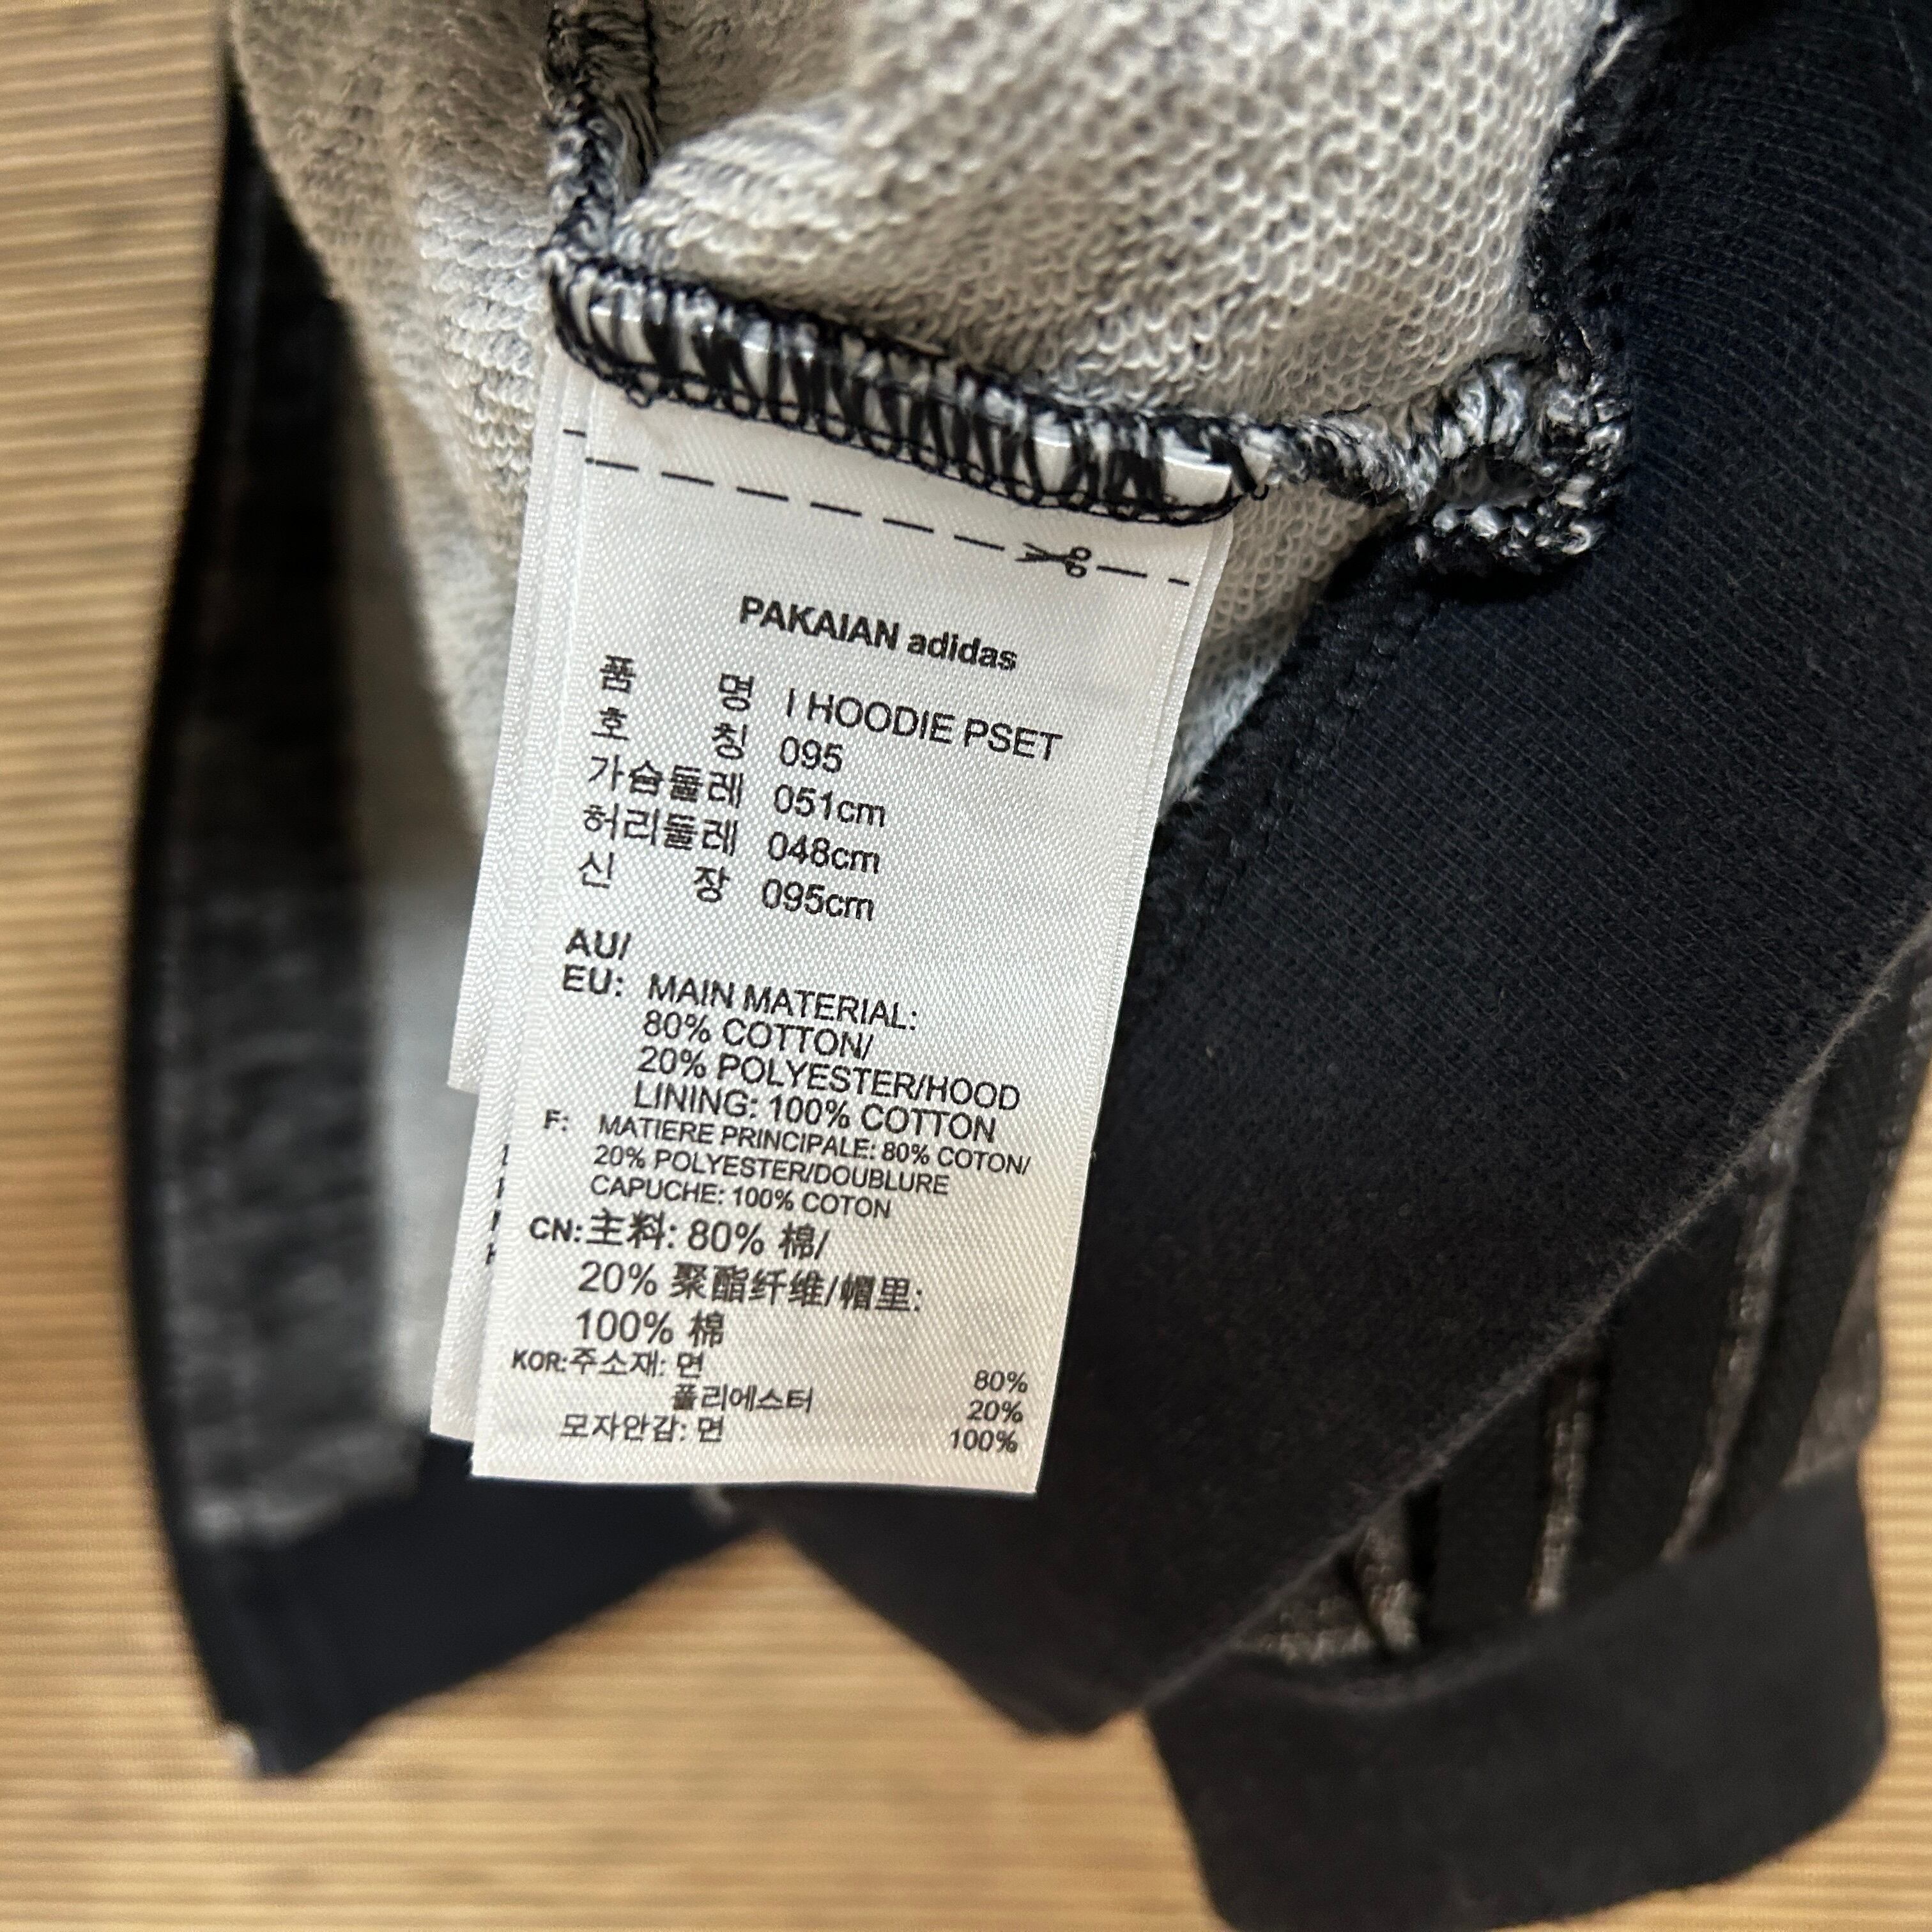 PAKAIAN adidas
품 명 I HOODIE PSET
호 칭 095
가슴둘레 051cm
허리둘레 048cm
신 장 095cm
AU/
EU: MAIN MATERIAL:
80% COTTON/
20% POLYESTER/HOOD
LINING: 100% COTTON
F: MATIERE PRINCIPALE: 80% COTON/
20% POLYESTER/DOUBLURE
CAPUCHE: 100% COTON
CN: 主料: 80% 棉/
20% 聚酯纤维/帽里:
100% 棉
KOR: 주소재: 면 80%
폴리에스터 20%
모자안감: 면 100%